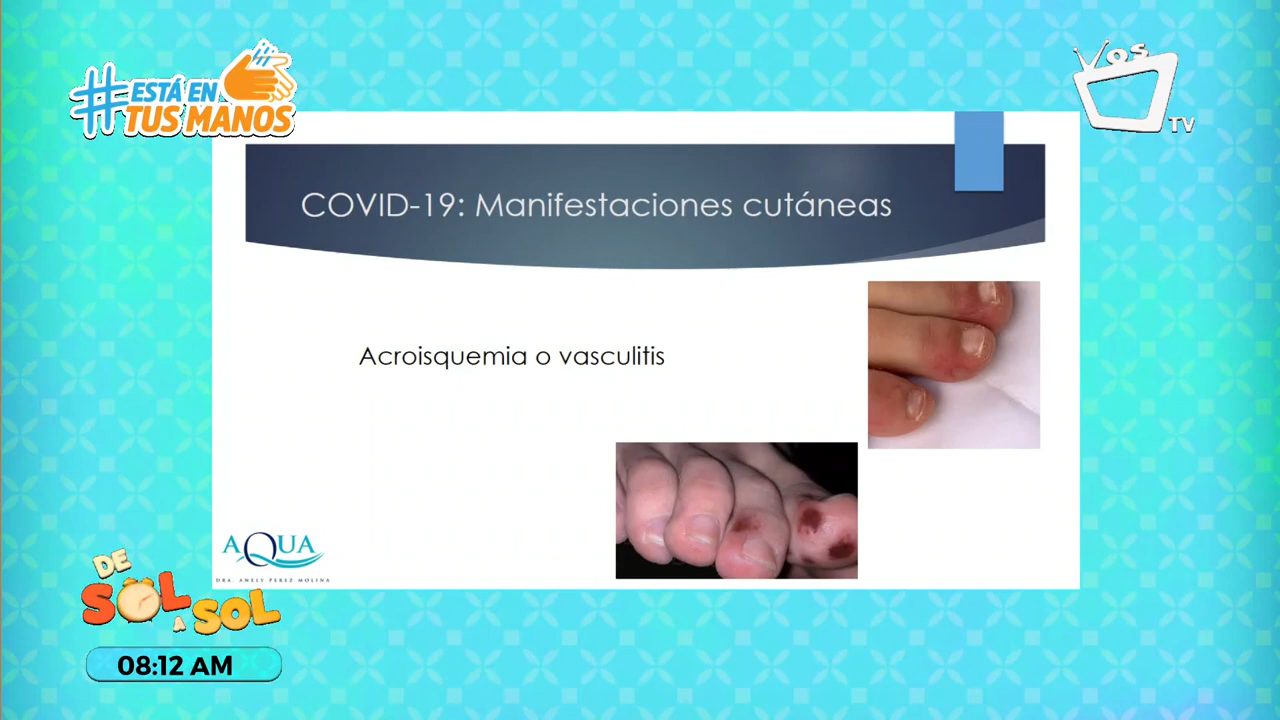 #ESTÁ EN
TUS MANOS
VOS
TV
COVID-19: Manifestaciones cutáneas
Acroisquemia o vasculitis
AQUA
DRA. ANELY PEREZ MOLINA
DE
SOL
A
SOL
08:12 AM